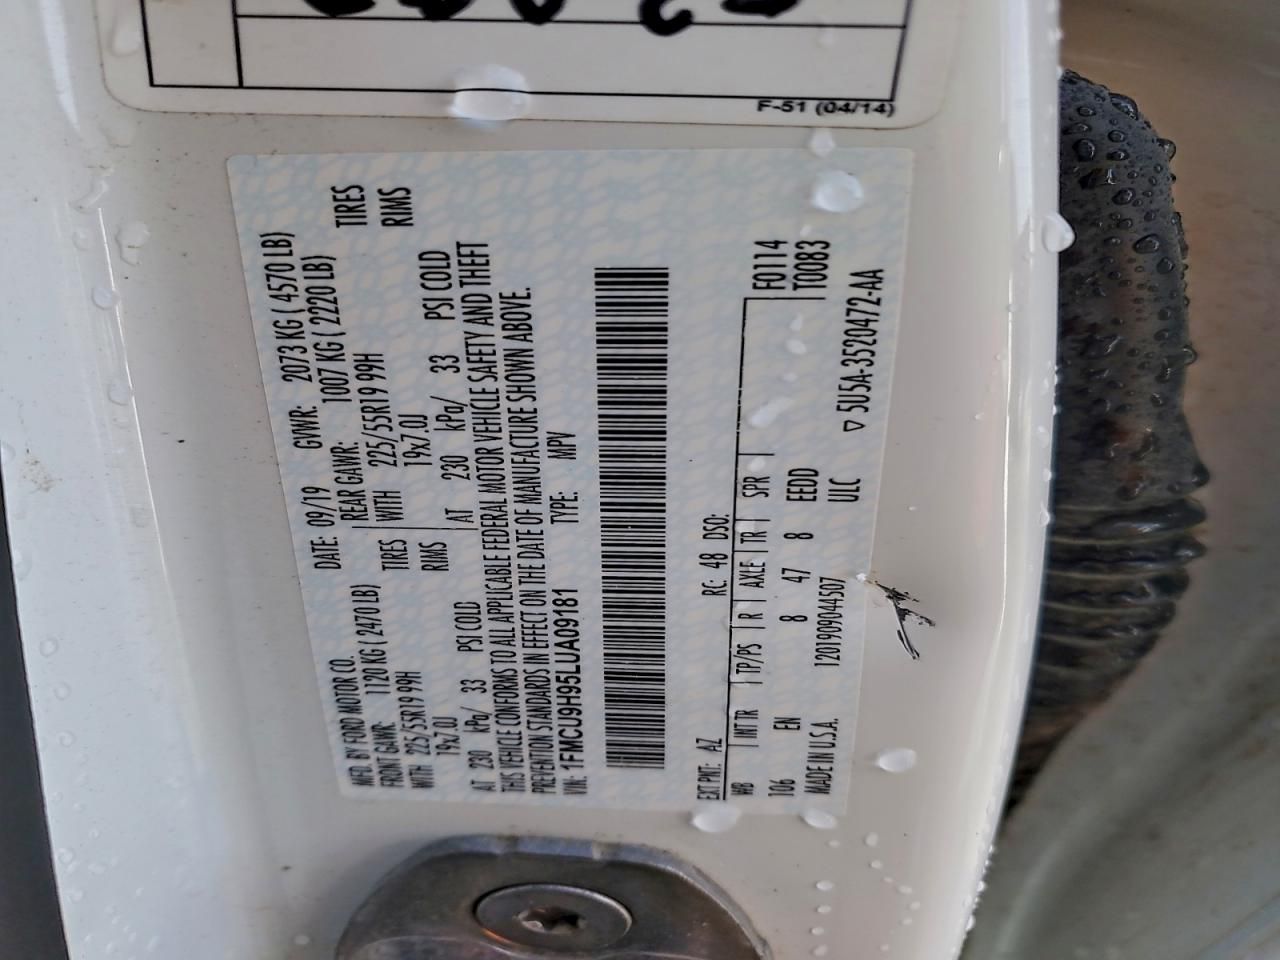 F-51 (04/14)
MFD. BY FORD MOTOR CO. DATE: 09/19 GVWR: 2073 KG ( 4570 LB)
FRONT GAWR: 1120 KG ( 2470 LB) REAR GAWR: 1007 KG ( 2220 LB)
WITH 225/55R19 99H TIRES WITH 225/55R19 99H TIRES
19x7.0J RIMS 19x7.0J RIMS
AT 230 kPa/ 33 PSI COLD AT 230 kPa/ 33 PSI COLD
THIS VEHICLE CONFORMS TO ALL APPLICABLE FEDERAL MOTOR VEHICLE SAFETY AND THEFT
PREVENTION STANDARDS IN EFFECT ON THE DATE OF MANUFACTURE SHOWN ABOVE.
VIN: 1FMCU9H95LUA09181 TYPE: MPV
EXT PNT: AZ RC: 48 DSO: F0114
WB INT TR TP/PS R AXLE TR SPR T0083
106 EN 8 47 8 EEDD
MADE IN U.S.A. 120190904450​7 ULC ▽ 5U5A-3520472-AA